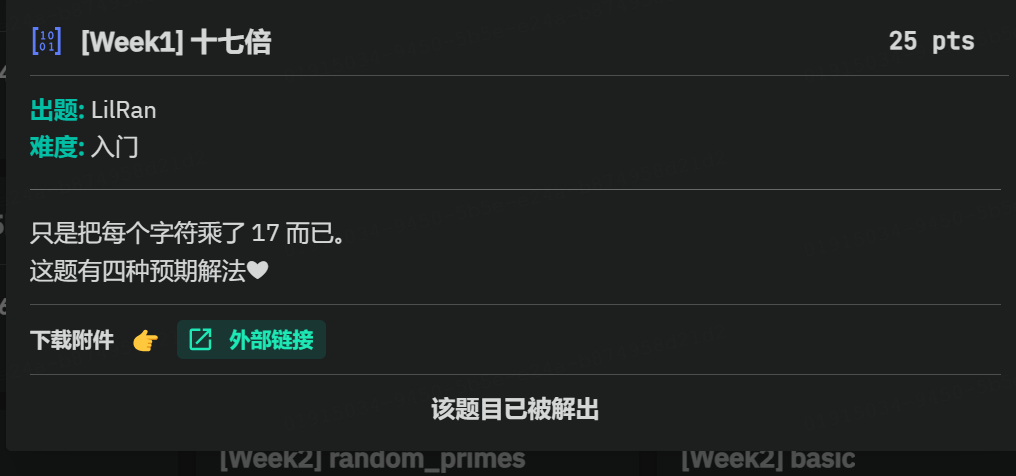 [Week1] 十七倍
25 pts
出题: LilRan
难度: 入门
只是把每个字符乘了 17 而已。
这题有四种预期解法
下载附件 外部链接
该题目已被解出
[Week2] random_primes
[Week2] basic